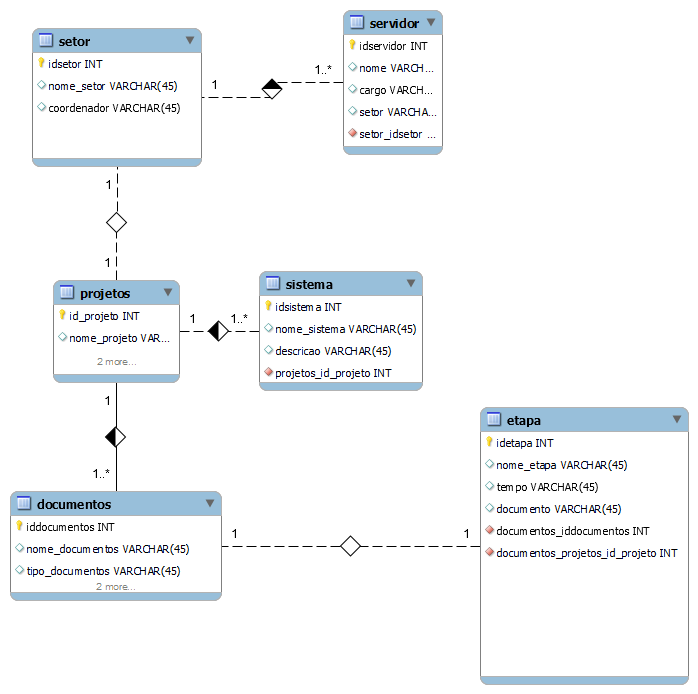 setor
idsetor INT
nome_setor VARCHAR(45)
coordenador VARCHAR(45)
1
1..*
servidor
idservidor INT
nome VARCH...
cargo VARCH...
setor VARCHA...
setor_idsetor ...
1
1
projetos
id_projeto INT
nome_projeto VAR...
2 more...
1
1..*
sistema
idsistema INT
nome_sistema VARCHAR(45)
descricao VARCHAR(45)
projetos_id_projeto INT
1
1..*
documentos
iddocumentos INT
nome_documentos VARCHAR(45)
tipo_documentos VARCHAR(45)
2 more...
1
1
etapa
idetapa INT
nome_etapa VARCHAR(45)
tempo VARCHAR(45)
documento VARCHAR(45)
documentos_iddocumentos INT
documentos_projetos_id_projeto INT